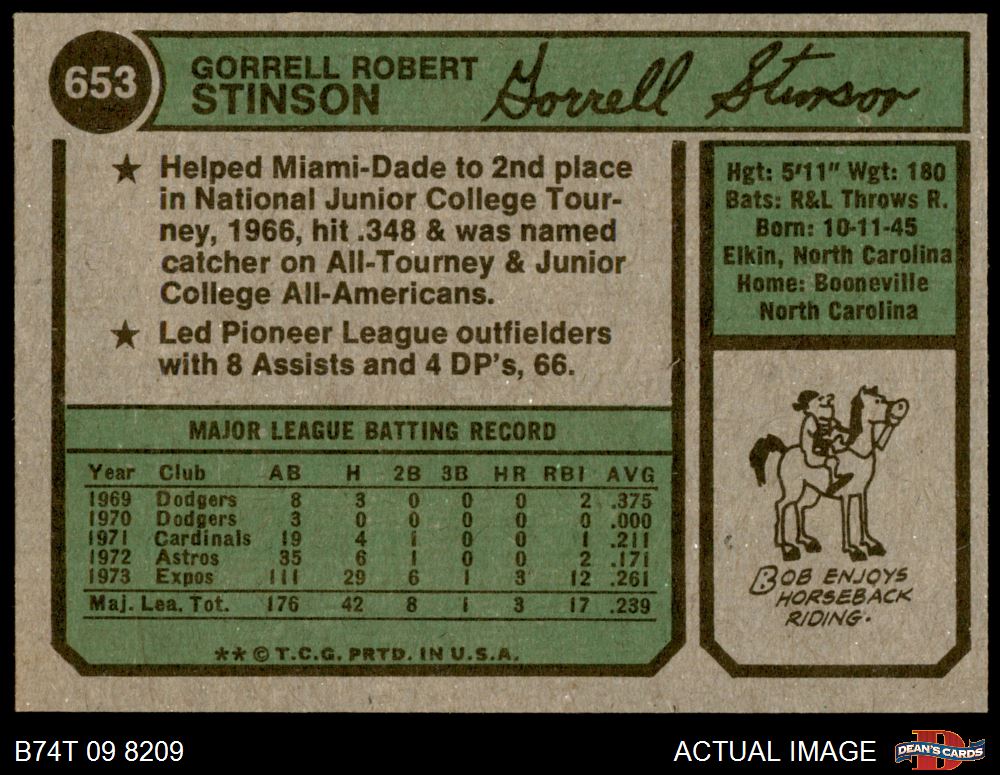 653
GORRELL ROBERT
STINSON
Gorrell Stinson
★ Helped Miami-Dade to 2nd place
in National Junior College Tour-
ney, 1966, hit .348 & was named
catcher on All-Tourney & Junior
College All-Americans.
★ Led Pioneer League outfielders
with 8 Assists and 4 DP's, 66.
Hgt: 5'11" Wgt: 180
Bats: R&L Throws R.
Born: 10-11-45
Elkin, North Carolina
Home: Booneville
North Carolina
MAJOR LEAGUE BATTING RECORD
Year Club AB H 2B 3B HR RBI AVG
1969 Dodgers 8 3 0 0 0 2 .375
1970 Dodgers 3 0 0 0 0 0 .000
1971 Cardinals 19 4 1 0 0 1 .211
1972 Astros 35 6 1 0 0 2 .171
1973 Expos 111 29 6 1 3 12 .261
Maj. Lea. Tot. 176 42 8 1 3 17 .239
** © T.C.G. PRTD. IN U.S.A.
BOB ENJOYS
HORSEBACK
RIDING.
B74T 09 8209
ACTUAL IMAGE
D
DEAN'S CARDS